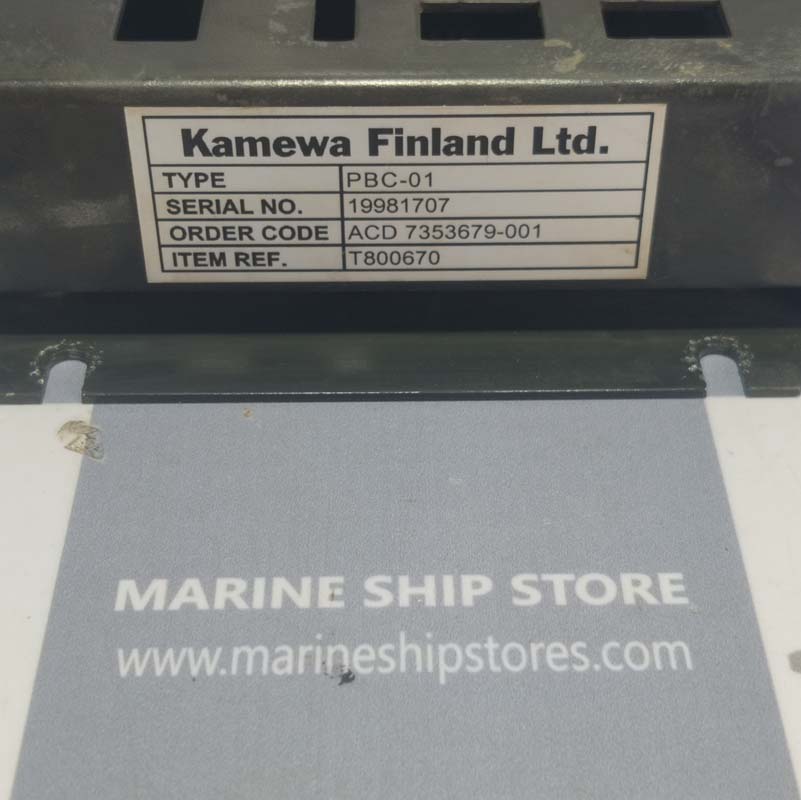 Kamewa Finland Ltd.
TYPE PBC-01
SERIAL NO. 19981707
ORDER CODE ACD 7353679-001
ITEM REF. T800670
MARINE SHIP STORE
www.marineshipstores.com